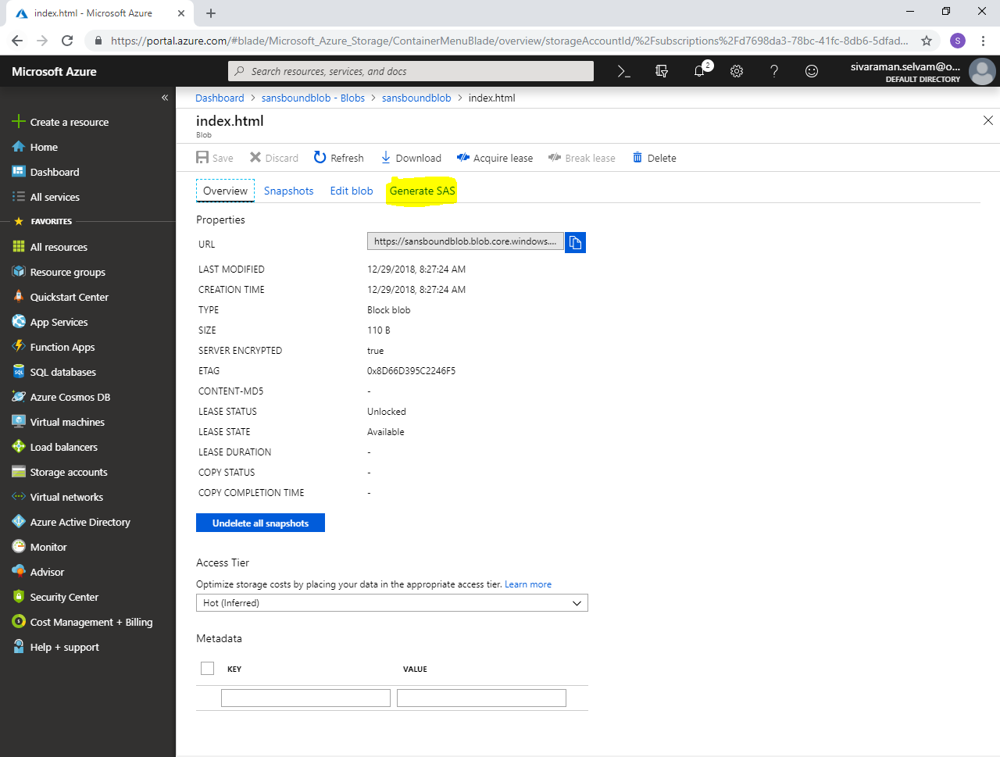 index.html - Microsoft Azure
https://portal.azure.com/#blade/Microsoft_Azure_Storage/ContainerMenuBlade/overview/storageAccountId/%2Fsubscriptions%2Fd7698da3-78bc-41fc-8db6-5dfad...
S
Microsoft Azure
Search resources, services, and docs
2
sivaraman.selvam@o...
DEFAULT DIRECTORY
Create a resource
Home
Dashboard
All services
FAVORITES
All resources
Resource groups
Quickstart Center
App Services
Function Apps
SQL databases
Azure Cosmos DB
Virtual machines
Load balancers
Storage accounts
Virtual networks
Azure Active Directory
Monitor
Advisor
Security Center
Cost Management + Billing
Help + support
Dashboard > sansboundblob - Blobs > sansboundblob > index.html
index.html
Blob
Save Discard Refresh Download Acquire lease Break lease Delete
Overview Snapshots Edit blob Generate SAS
Properties
URL https://sansboundblob.blob.core.windows....
LAST MODIFIED 12/29/2018, 8:27:24 AM
CREATION TIME 12/29/2018, 8:27:24 AM
TYPE Block blob
SIZE 110 B
SERVER ENCRYPTED true
ETAG 0x8D66D395C2246F5
CONTENT-MD5 -
LEASE STATUS Unlocked
LEASE STATE Available
LEASE DURATION -
COPY STATUS -
COPY COMPLETION TIME -
Undelete all snapshots
Access Tier
Optimize storage costs by placing your data in the appropriate access tier. Learn more
Hot (Inferred)
Metadata
KEY VALUE